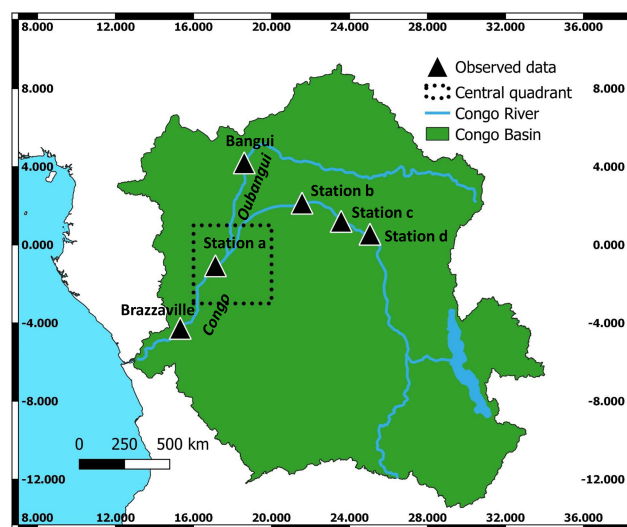 8.000 12.000 16.000 20.000 24.000 28.000 32.000 36.000
8.000 8.000
4.000 4.000
0.000 0.000
-4.000 -4.000
-8.000 -8.000
-12.000 -12.000
Observed data
Central quadrant
Congo River
Congo Basin
Bangui
Oubangui
Station b
Station c
Station d
Station a
Congo
Brazzaville
0 250 500 km
8.000 12.000 16.000 20.000 24.000 28.000 32.000 36.000